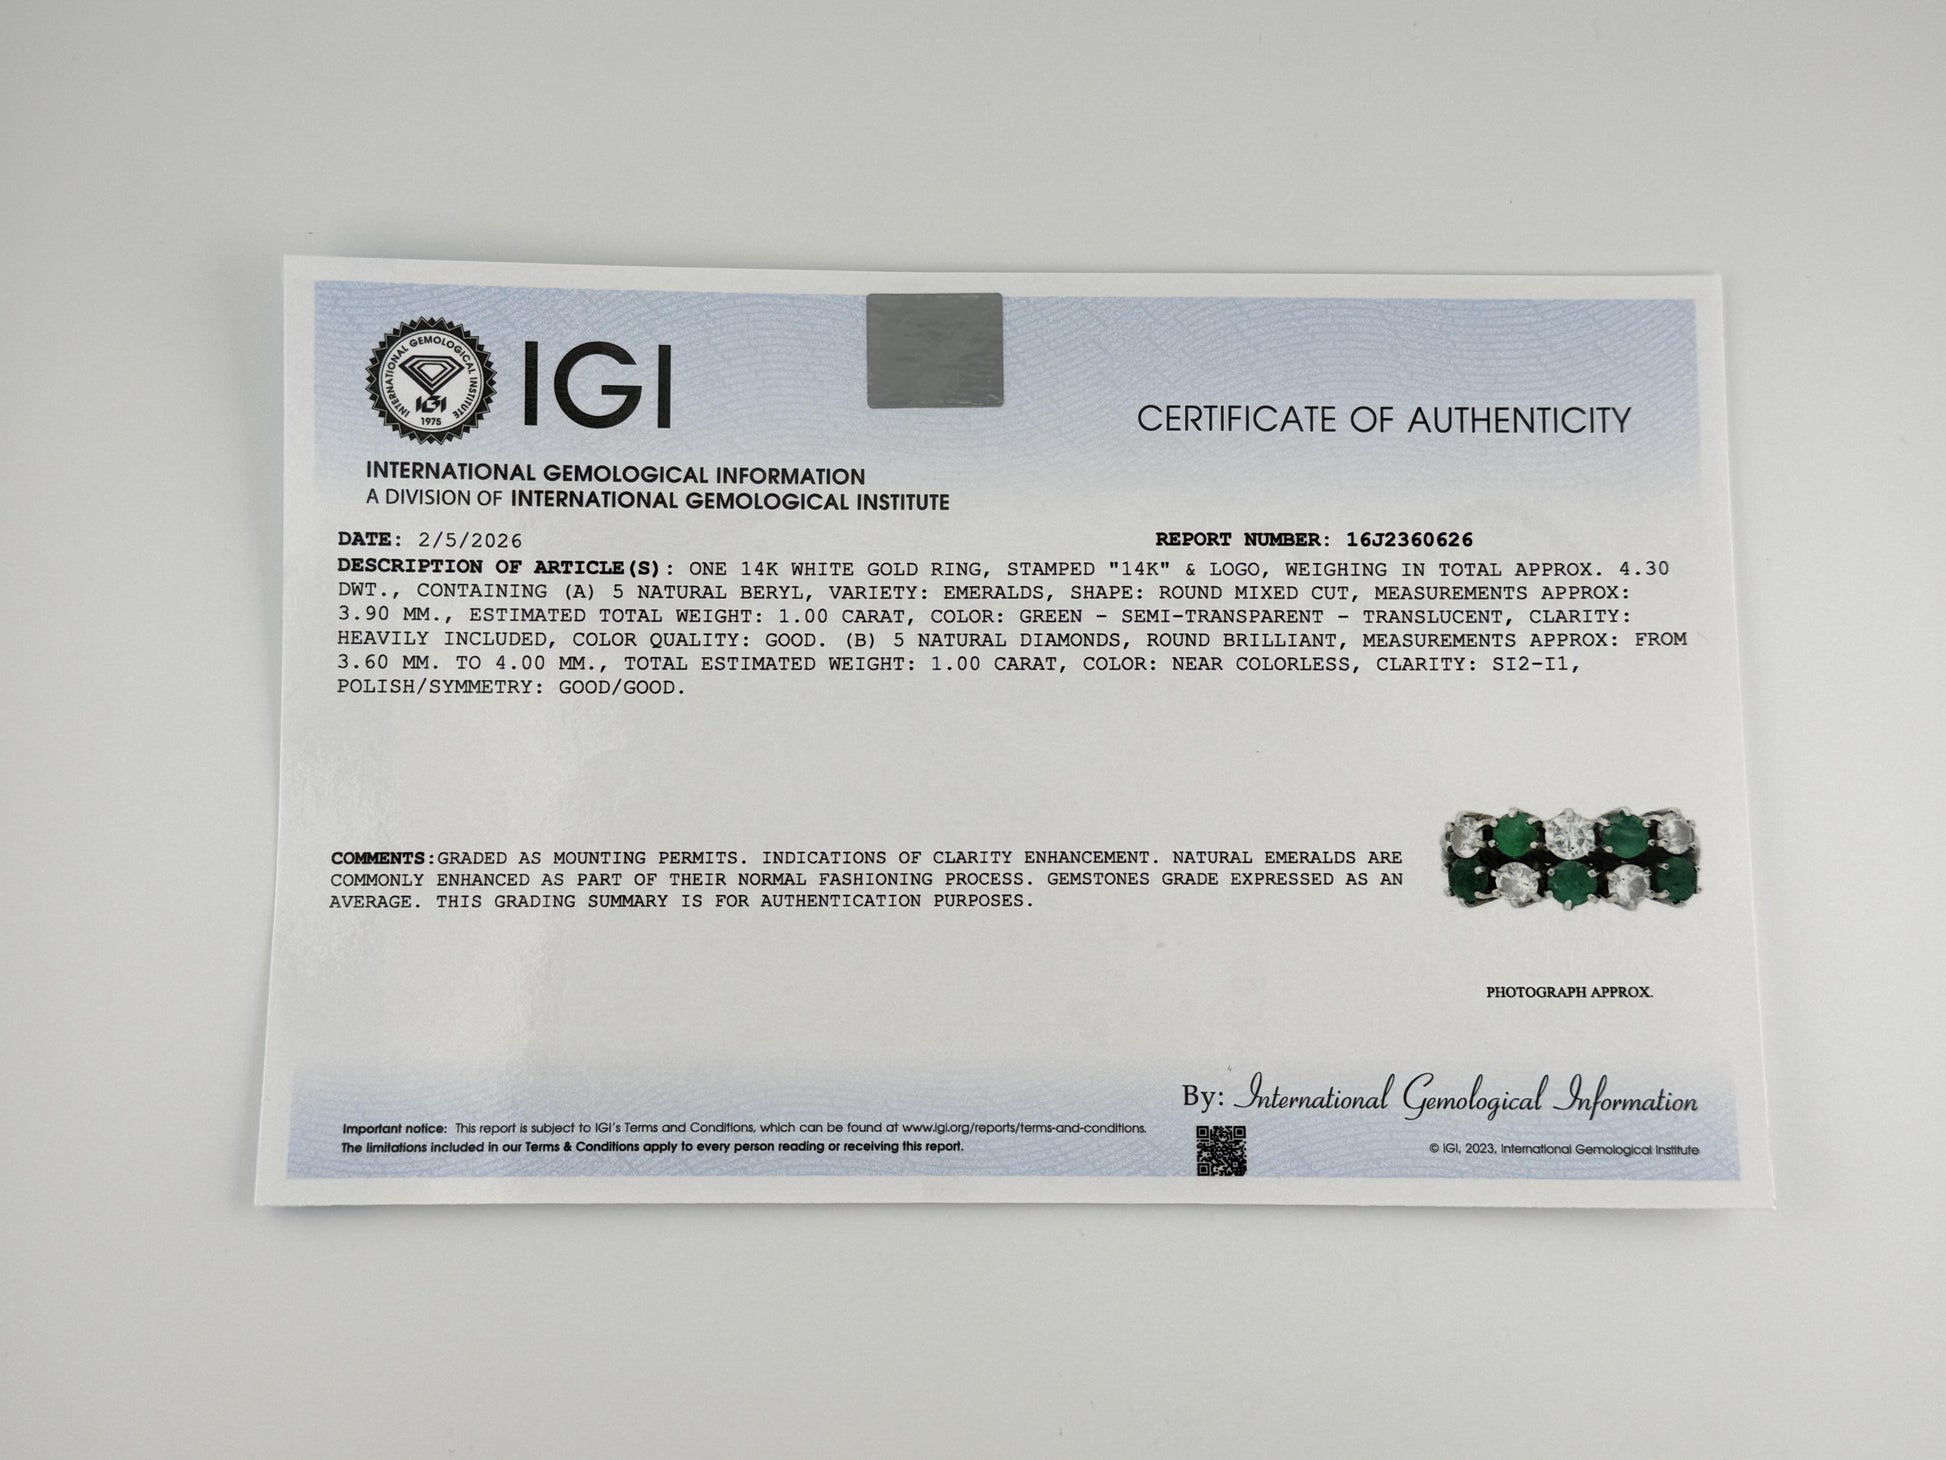 INTERNATIONAL GEMOLOGICAL INSTITUTE
IGI
1975
IGI
CERTIFICATE OF AUTHENTICITY
INTERNATIONAL GEMOLOGICAL INFORMATION
A DIVISION OF INTERNATIONAL GEMOLOGICAL INSTITUTE
DATE: 2/5/2026
REPORT NUMBER: 16J2360626
DESCRIPTION OF ARTICLE(S): ONE 14K WHITE GOLD RING, STAMPED "14K" & LOGO, WEIGHING IN TOTAL APPROX. 4.30
DWT., CONTAINING (A) 5 NATURAL BERYL, VARIETY: EMERALDS, SHAPE: ROUND MIXED CUT, MEASUREMENTS APPROX:
3.90 MM., ESTIMATED TOTAL WEIGHT: 1.00 CARAT, COLOR: GREEN - SEMI-TRANSPARENT - TRANSLUCENT, CLARITY:
HEAVILY INCLUDED, COLOR QUALITY: GOOD. (B) 5 NATURAL DIAMONDS, ROUND BRILLIANT, MEASUREMENTS APPROX: FROM
3.60 MM. TO 4.00 MM., TOTAL ESTIMATED WEIGHT: 1.00 CARAT, COLOR: NEAR COLORLESS, CLARITY: SI2-I1,
POLISH/SYMMETRY: GOOD/GOOD.
COMMENTS:GRADED AS MOUNTING PERMITS. INDICATIONS OF CLARITY ENHANCEMENT. NATURAL EMERALDS ARE
COMMONLY ENHANCED AS PART OF THEIR NORMAL FASHIONING PROCESS. GEMSTONES GRADE EXPRESSED AS AN
AVERAGE. THIS GRADING SUMMARY IS FOR AUTHENTICATION PURPOSES.
PHOTOGRAPH APPROX.
By: International Gemological Information
Important notice: This report is subject to IGI's Terms and Conditions, which can be found at www.igi.org/reports/terms-and-conditions.
The limitations included in our Terms & Conditions apply to every person reading or receiving this report.
© IGI, 2023, International Gemological Institute